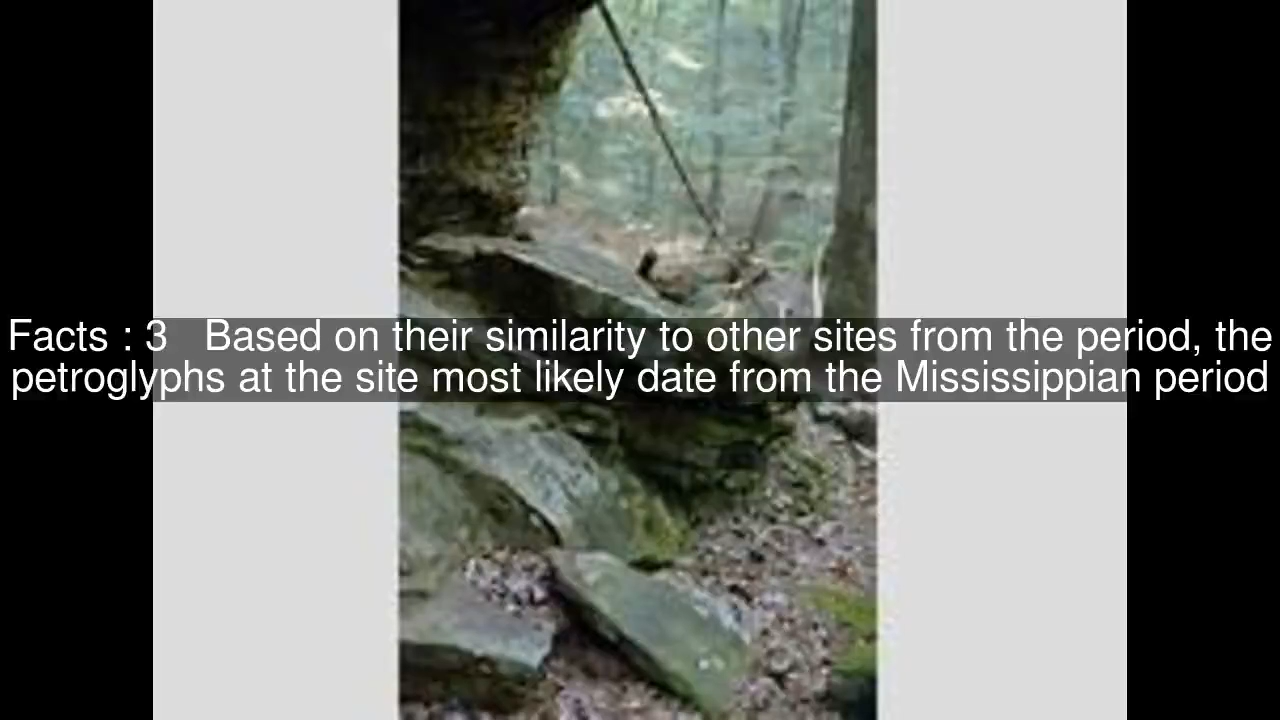 Facts : 3   Based on their similarity to other sites from the period, the
petroglyphs at the site most likely date from the Mississippian period